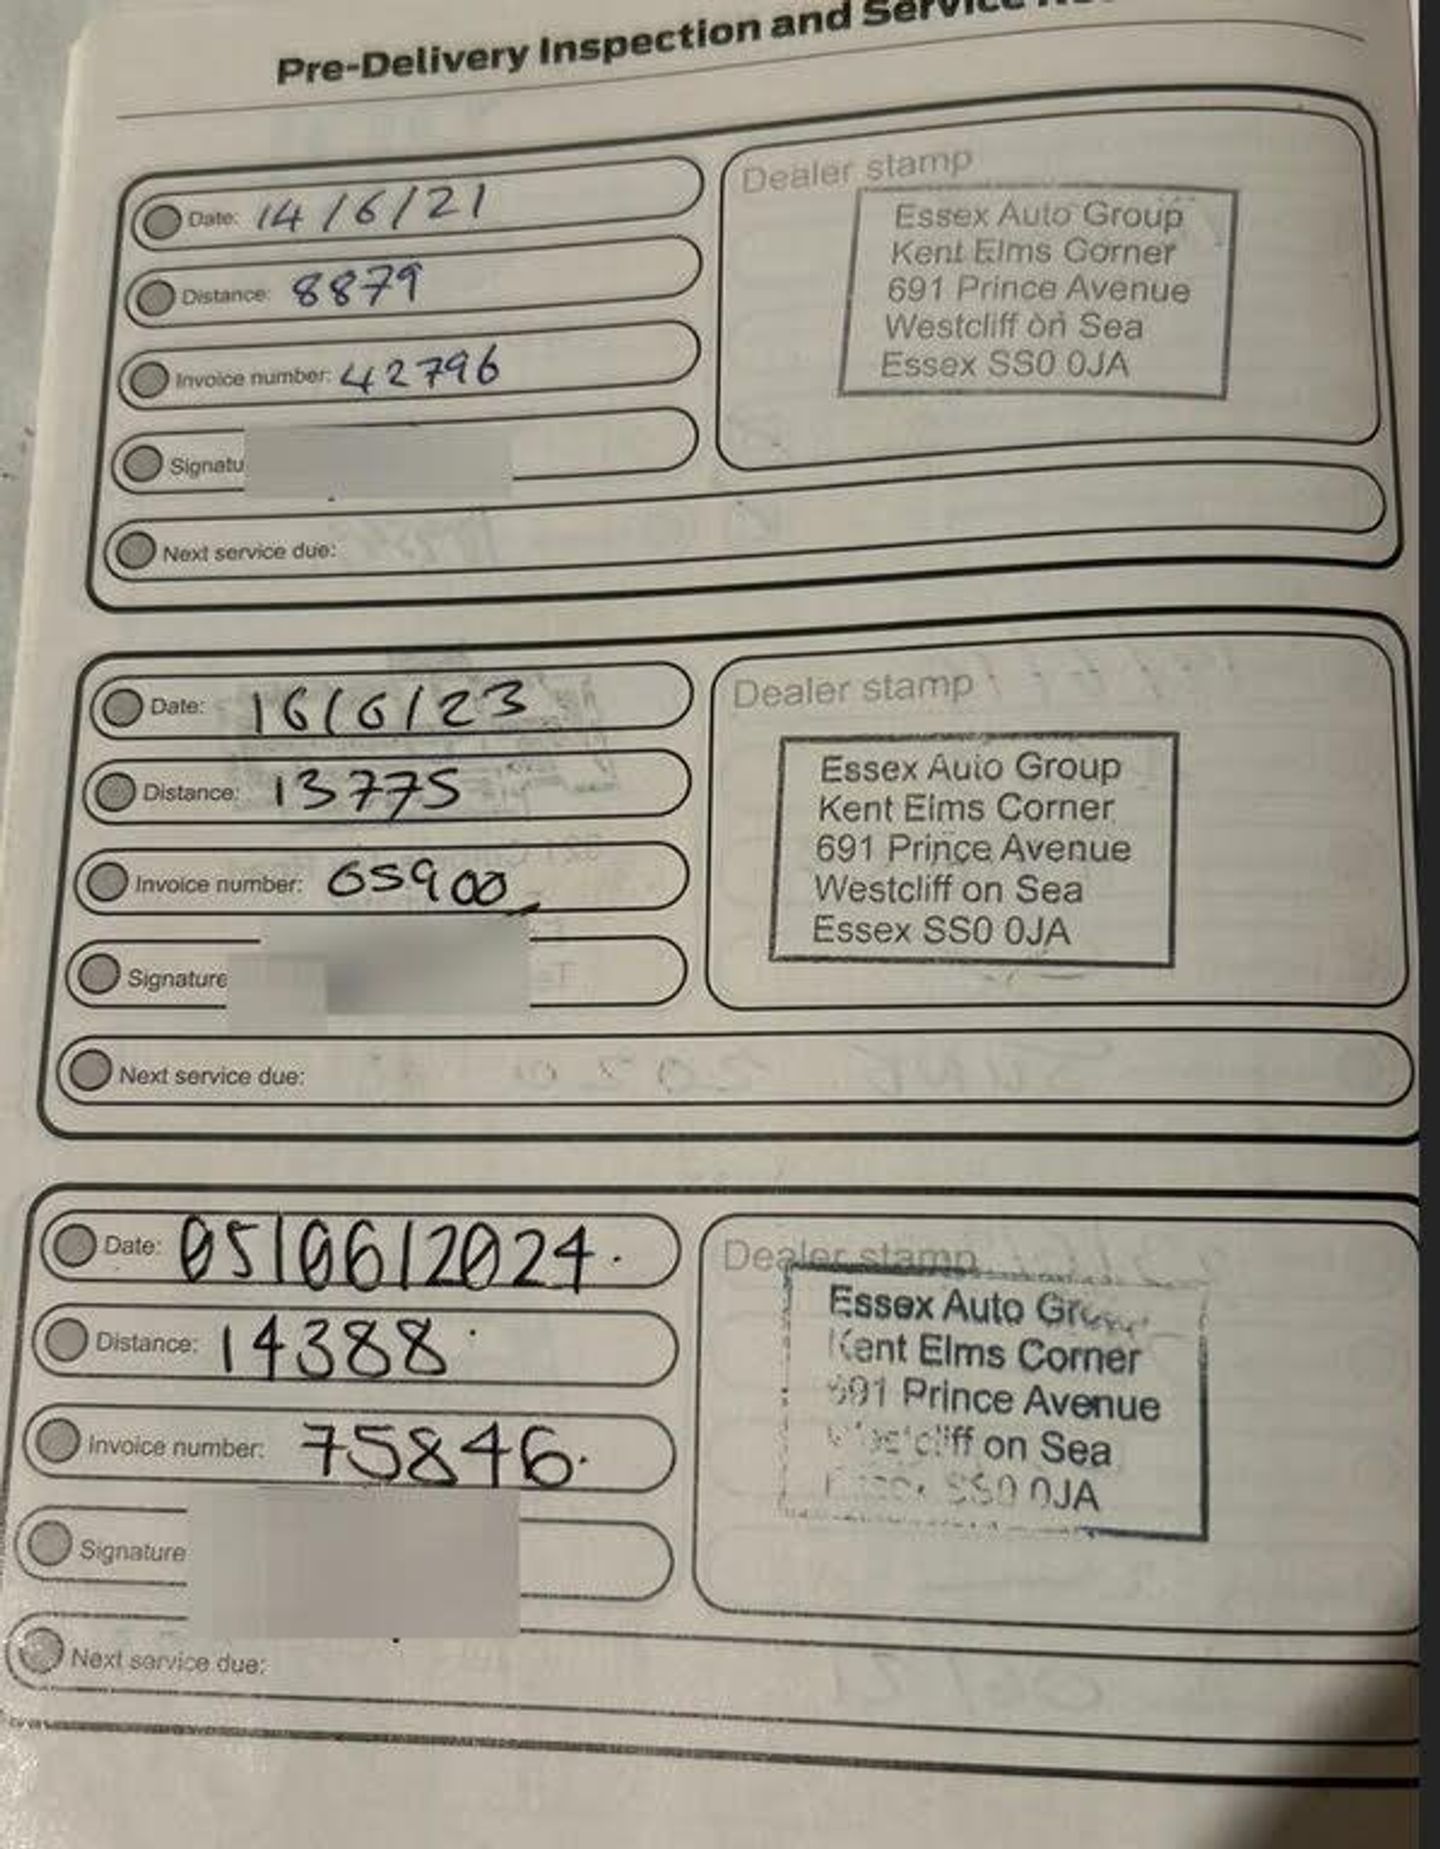 Pre-Delivery Inspection and Service
Date: 14/6/21
Distance: 8879
Invoice number: 42796
Signatu
Next service due:
Dealer stamp
Essex Auto Group
Kent Elms Corner
691 Prince Avenue
Westcliff on Sea
Essex SS0 0JA
Date: 16/6/23
Distance: 13775
Invoice number: 65900
Signature
Next service due:
Dealer stamp
Essex Auto Group
Kent Elms Corner
691 Prince Avenue
Westcliff on Sea
Essex SS0 0JA
Date: 05/06/2024.
Distance: 14388
Invoice number: 75846.
Signature
Next service due:
Dealer stamp
Essex Auto Group
Kent Elms Corner
691 Prince Avenue
Westcliff on Sea
Essex SS0 0JA